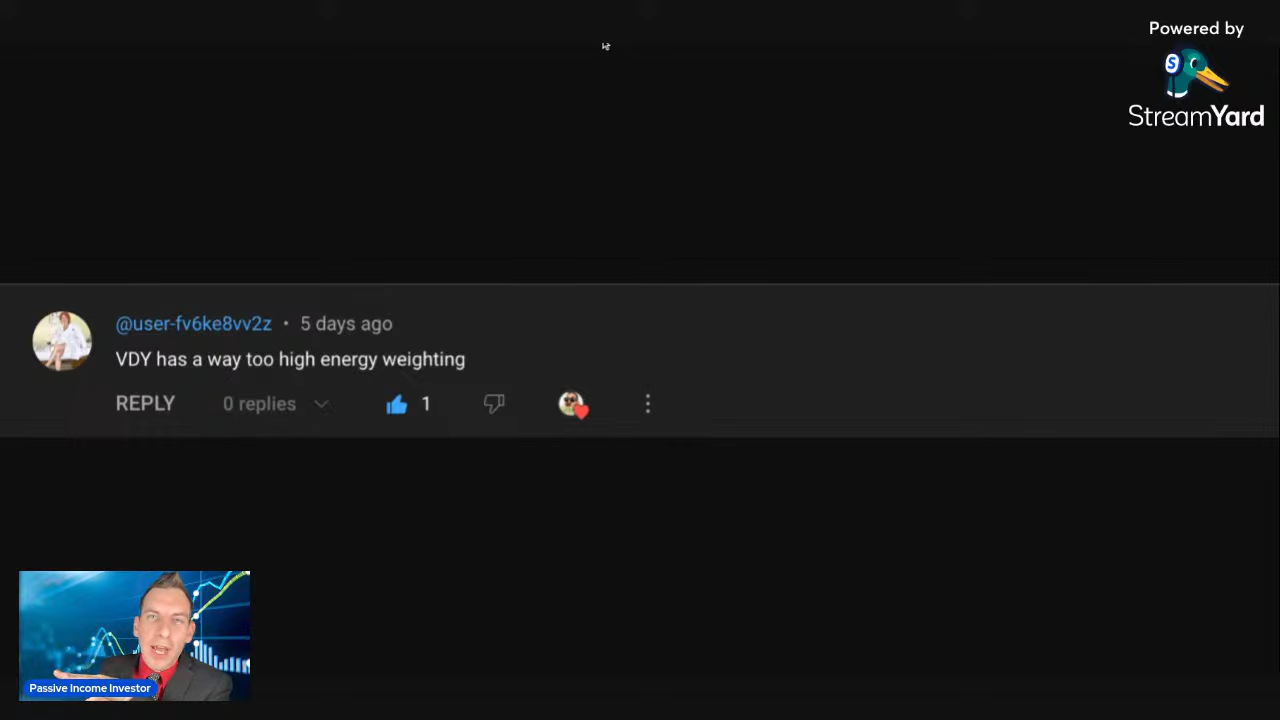 Powered by
S
StreamYard
@user-fv6ke8vv2z • 5 days ago
VDY has a way too high energy weighting
REPLY 0 replies 1
Passive Income Investor